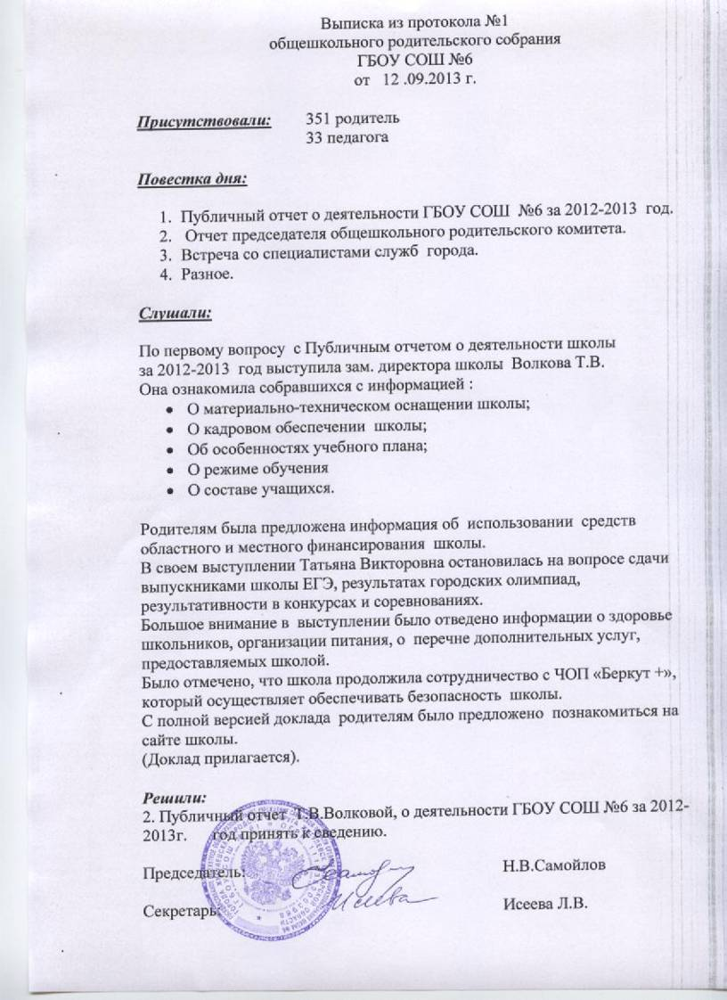 Выписка из протокола №1
общешкольного родительского собрания
ГБОУ СОШ №6
от 12 .09.2013 г.
Присутствовали: 351 родитель
33 педагога
Повестка дня:
1. Публичный отчет о деятельности ГБОУ СОШ №6 за 2012-2013 год.
2. Отчет председателя общешкольного родительского комитета.
3. Встреча со специалистами служб города.
4. Разное.
Слушали:
По первому вопросу с Публичным отчетом о деятельности школы
за 2012-2013 год выступила зам. директора школы Волкова Т.В.
Она ознакомила собравшихся с информацией :
• О материально-техническом оснащении школы;
• О кадровом обеспечении школы;
• Об особенностях учебного плана;
• О режиме обучения
• О составе учащихся.
Родителям была предложена информация об использовании средств
областного и местного финансирования школы.
В своем выступлении Татьяна Викторовна остановилась на вопросе сдачи
выпускниками школы ЕГЭ, результатах городских олимпиад,
результативности в конкурсах и соревнованиях.
Большое внимание в выступлении было отведено информации о здоровье
школьников, организации питания, о перечне дополнительных услуг,
предоставляемых школой.
Было отмечено, что школа продолжила сотрудничество с ЧОП «Беркут +»,
который осуществляет обеспечивать безопасность школы.
С полной версией доклада родителям было предложено познакомиться на
сайте школы.
(Доклад прилагается).
Решили:
2. Публичный отчет Т.В.Волковой, о деятельности ГБОУ СОШ №6 за 2012-
2013г. год принять к сведению.
Председатель: Н.В.Самойлов
Секретарь: Исеева Исеева Л.В.